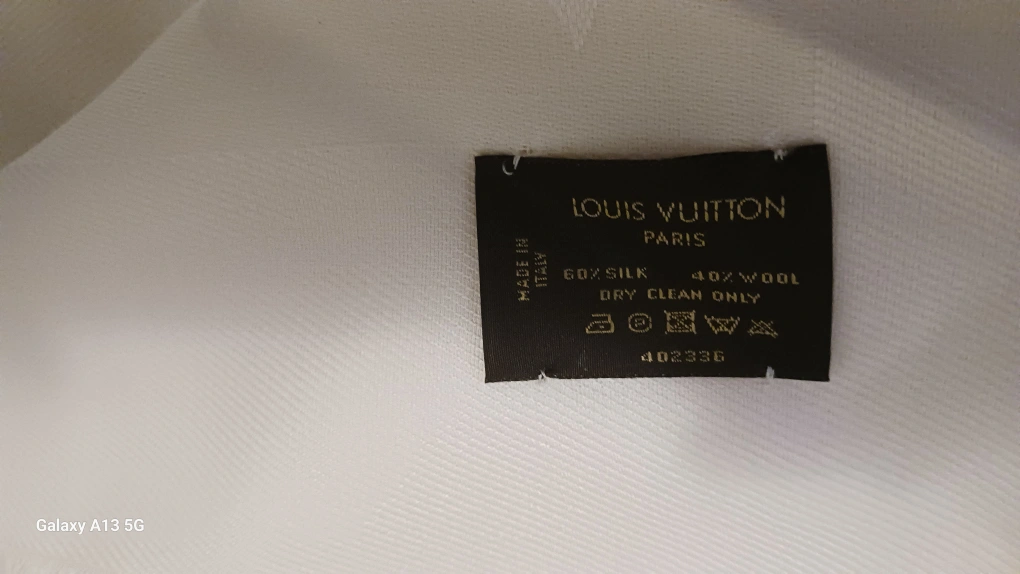 LOUIS VUITTON
PARIS
MADE IN
ITALY
60% SILK 40% WOOL
DRY CLEAN ONLY
402336
Galaxy A13 5G